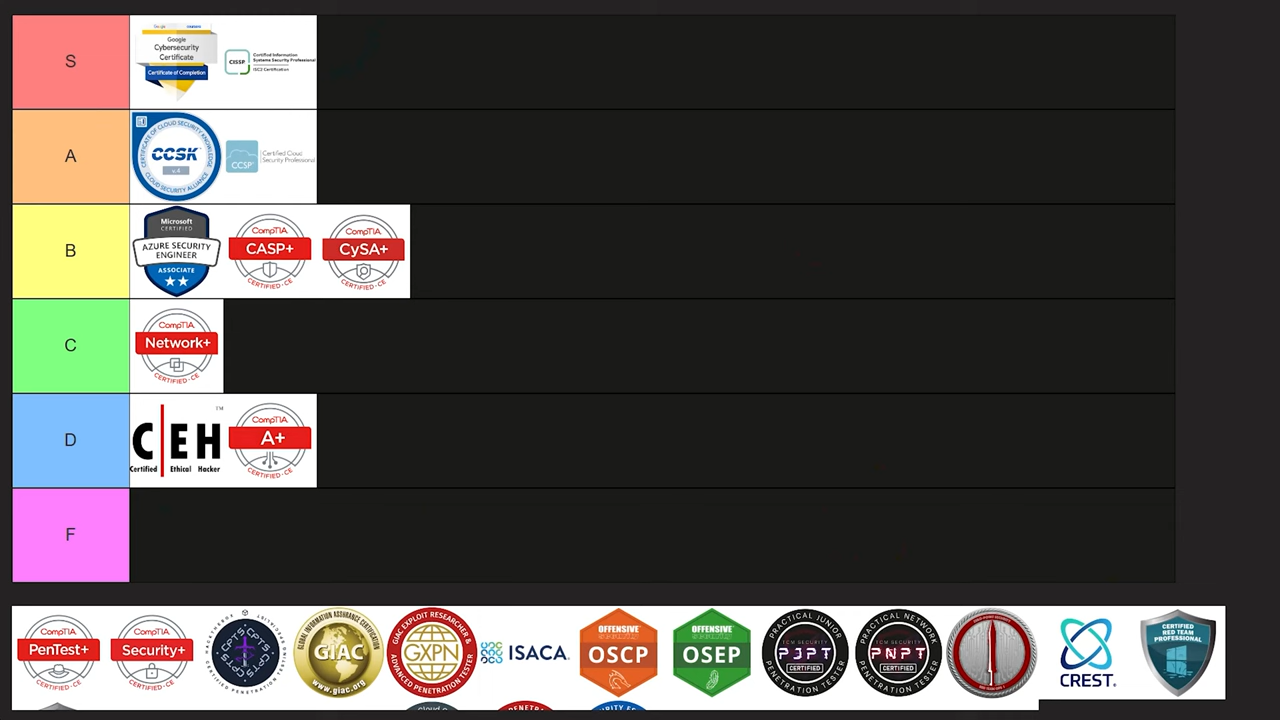 S
Google
Google
Cybersecurity
Certificate
Certificate of Completion
CISSP
Certified Information
Systems Security Professional
ISC2 Certification
A
CERTIFICATE OF CLOUD SECURITY KNOWLEDGE
CCSK
v.4
CLOUD SECURITY ALLIANCE
CCSP
Certified Cloud
Security Professional
B
Microsoft
CERTIFIED
AZURE SECURITY
ENGINEER
ASSOCIATE
CompTIA
CASP+
CERTIFIED-CE
CompTIA
CySA+
CERTIFIED-CE
C
CompTIA
Network+
CERTIFIED-CE
D
CEH
TM
Certified Ethical Hacker
CompTIA
A+
CERTIFIED-CE
F
CompTIA
PenTest+
CERTIFIED-CE
CompTIA
Security+
CERTIFIED-CE
CPTS
GLOBAL INFORMATION ASSURANCE CERTIFICATION
GIAC
www.giac.org
GIAC EXPLOIT RESEARCHER &
GXPN
ADVANCED PENETRATION TESTER
ISACA.
OFFENSIVE
security
OSCP
OFFENSIVE
security
OSEP
PRACTICAL JUNIOR
TCM SECURITY
PJPT
CERTIFIED
PENETRATION TESTER
PRACTICAL NETWORK
TCM SECURITY
PNPT
CERTIFIED
PENETRATION TESTER
CREST
CERTIFIED
RED TEAM
PROFESSIONAL